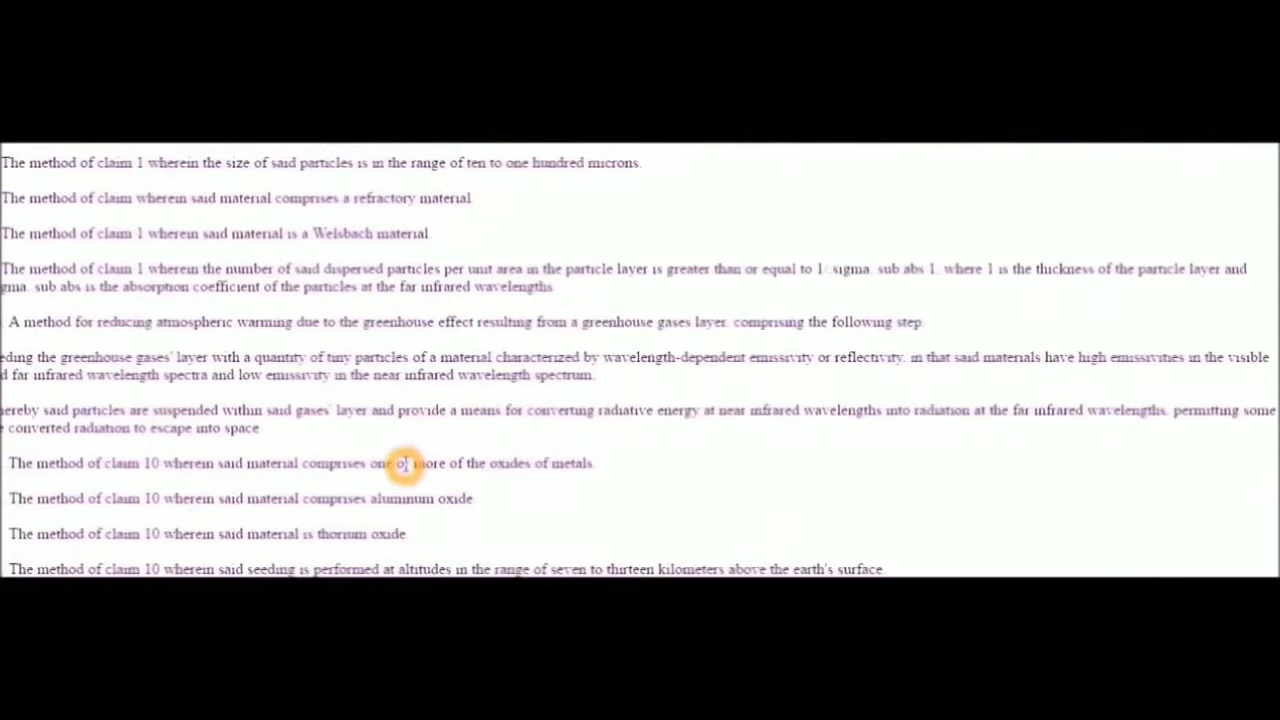 The method of claim 1 wherein the size of said particles is in the range of ten to one hundred microns.
The method of claim wherein said material comprises a refractory material
The method of claim 1 wherein said material is a Welsbach material
The method of claim 1 wherein the number of said dispersed particles per unit area in the particle layer is greater than or equal to 1 . sigma. sub abs 1. where 1 is the thickness of the particle layer and
gma. sub abs is the absorption coefficient of the particles at the far infrared wavelengths
A method for reducing atmospheric warming due to the greenhouse effect resulting from a greenhouse gases layer. comprising the following step
eding the greenhouse gases' layer with a quantity of tiny particles of a material characterized by wavelength-dependent emissivity or reflectivity. in that said materials have high emissivities in the visible
d far infrared wavelength spectra and low emissivity in the near infrared wavelength spectrum.
hereby said particles are suspended within said gases' layer and provide a means for converting radiative energy at near infrared wavelengths into radiation at the far infrared wavelengths. permitting some
e converted radiation to escape into space
The method of claim 10 wherein said material comprises one of more of the oxides of metals
The method of claim 10 wherein said material comprises aluminum oxide
The method of claim 10 wherein said material is thorium oxide
The method of claim 10 wherein said seeding is performed at altitudes in the range of seven to thirteen kilometers above the earth's surface.